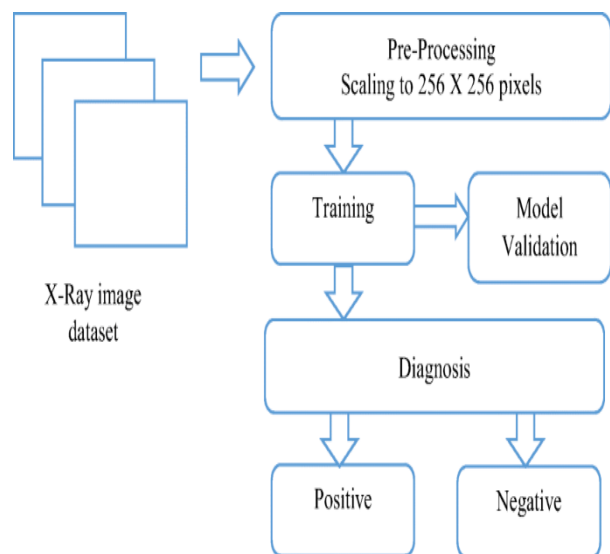 Pre-Processing
Scaling to 256 X 256 pixels
Training
Model
Validation
X-Ray image
dataset
Diagnosis
Positive
Negative